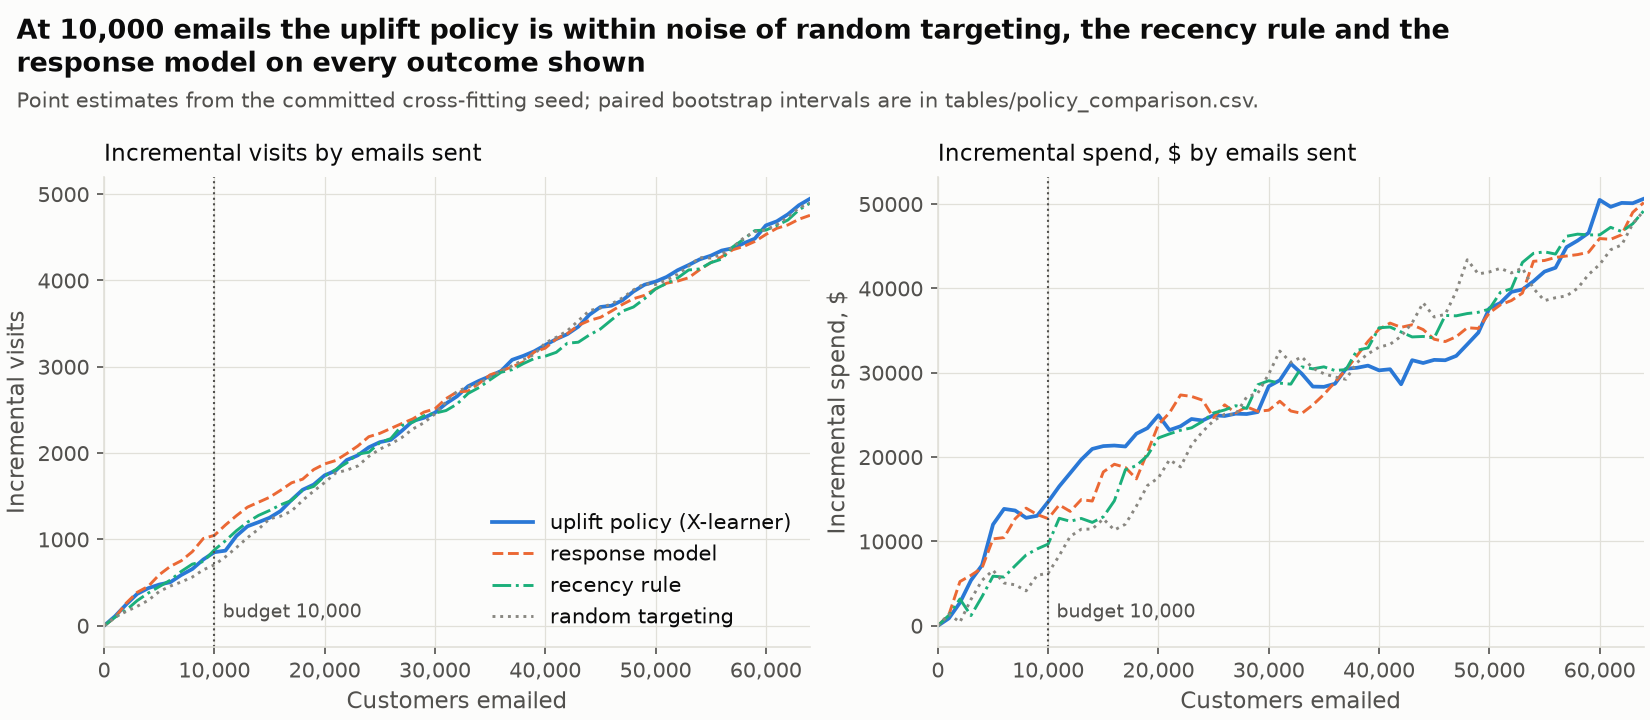 At 10,000 emails the uplift policy is within noise of random targeting, the recency rule and the
response model on every outcome shown
Point estimates from the committed cross-fitting seed; paired bootstrap intervals are in tables/policy_comparison.csv.
Incremental visits by emails sent
Incremental visits
5000
4000
3000
2000
1000
0
uplift policy (X-learner)
response model
recency rule
random targeting
budget 10,000
0
10,000
20,000
30,000
40,000
50,000
60,000
Customers emailed
Incremental spend, $ by emails sent
Incremental spend, $
50000
40000
30000
20000
10000
0
budget 10,000
0
10,000
20,000
30,000
40,000
50,000
60,000
Customers emailed